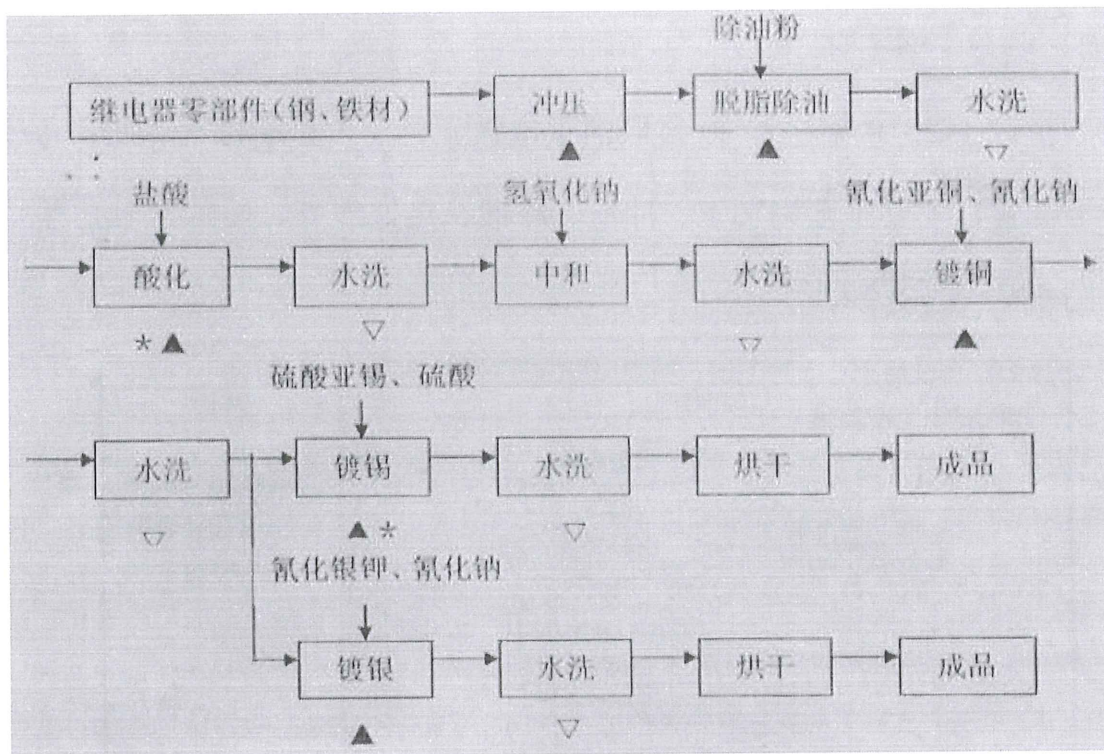 除油粉
继电器零部件(钢、铁材) 冲压 脱脂除油 水洗
盐酸 氢氧化钠 氰化亚铜、氰化钠
酸化 水洗 中和 水洗 镀铜
*
硫酸亚锡、硫酸
水洗 镀锡 水洗 烘干 成品
*
氰化银钾、氰化钠
镀银 水洗 烘干 成品